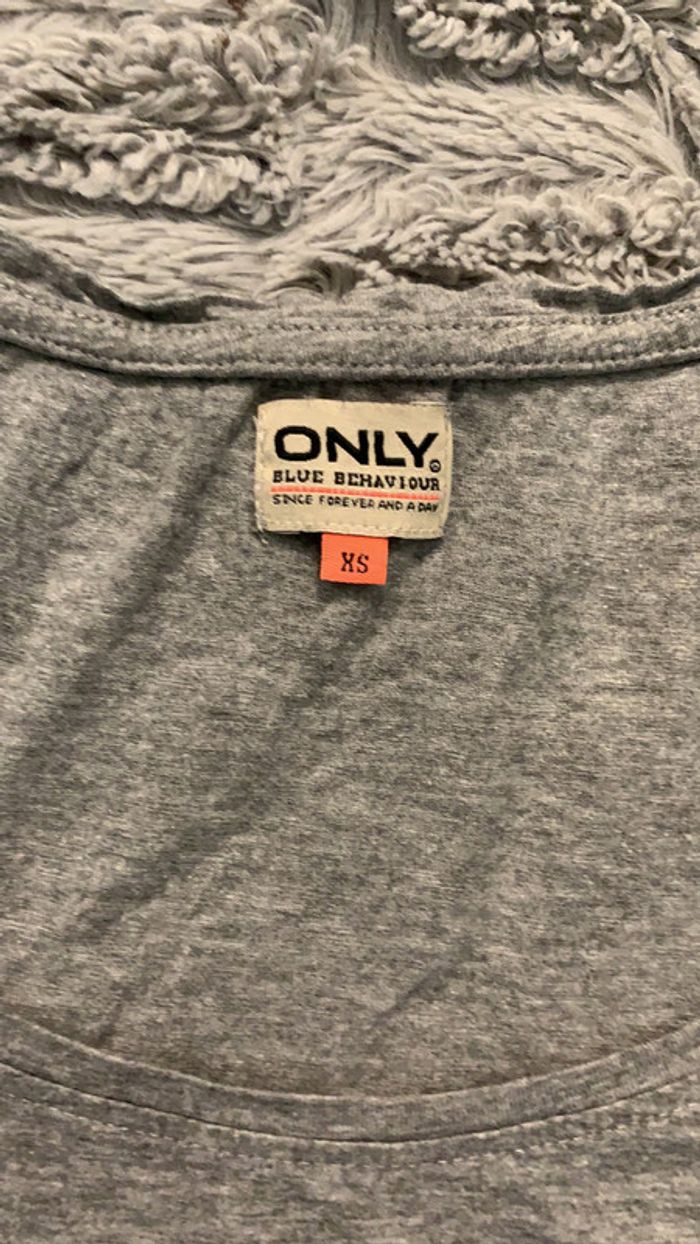 ONLY®
BLUE BEHAVIOUR
SINCE FOREVER AND A DAY
XS